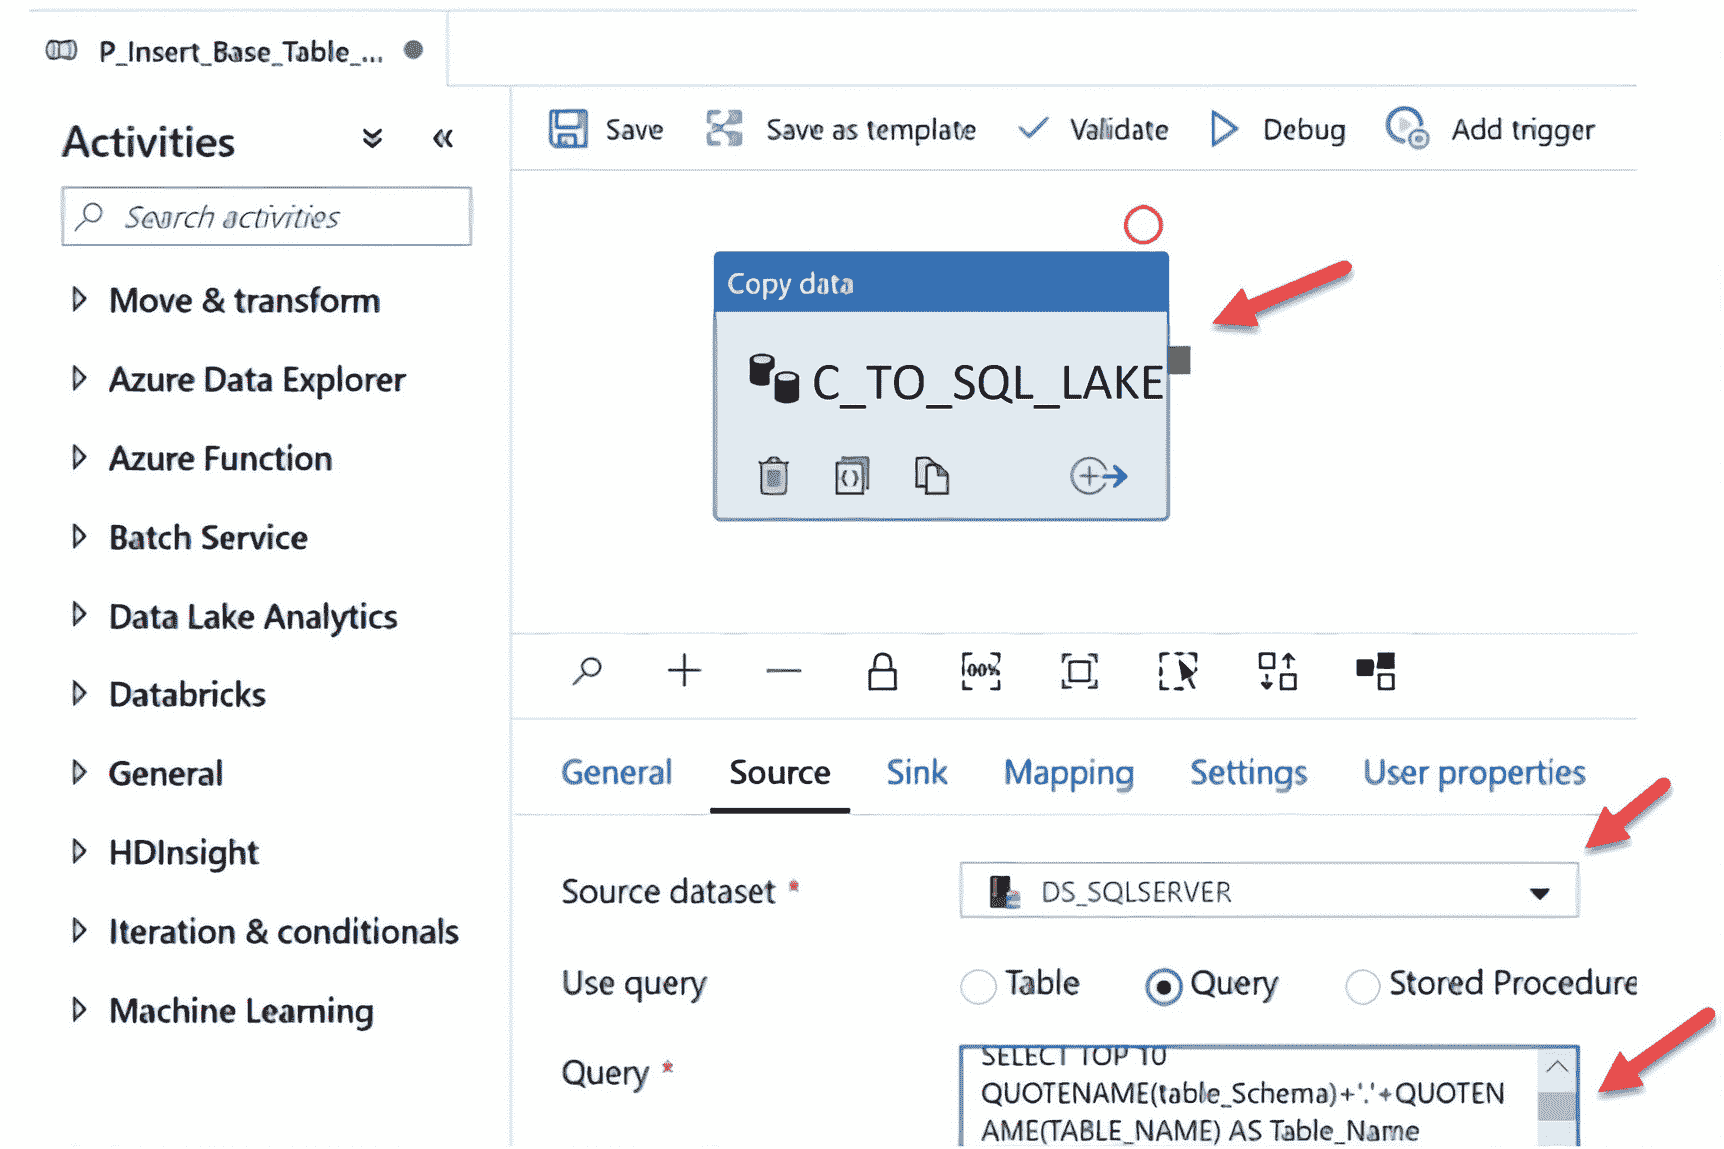 P_Insert_Base_Table_...
Activities
Search activities
Move & transform
Azure Data Explorer
Azure Function
Batch Service
Data Lake Analytics
Databricks
General
HDInsight
Iteration & conditionals
Machine Learning
Save
Save as template
Validate
Debug
Add trigger
Copy data
C_TO_SQL_LAKE
100%
General
Source
Sink
Mapping
Settings
User properties
Source dataset *
DS_SQLSERVER
Use query
Table
Query
Stored Procedure
Query *
SELECT TOP 10
QUOTENAME(table_Schema)+'.'+QUOTEN
AME(TABLE_NAME) AS Table_Name